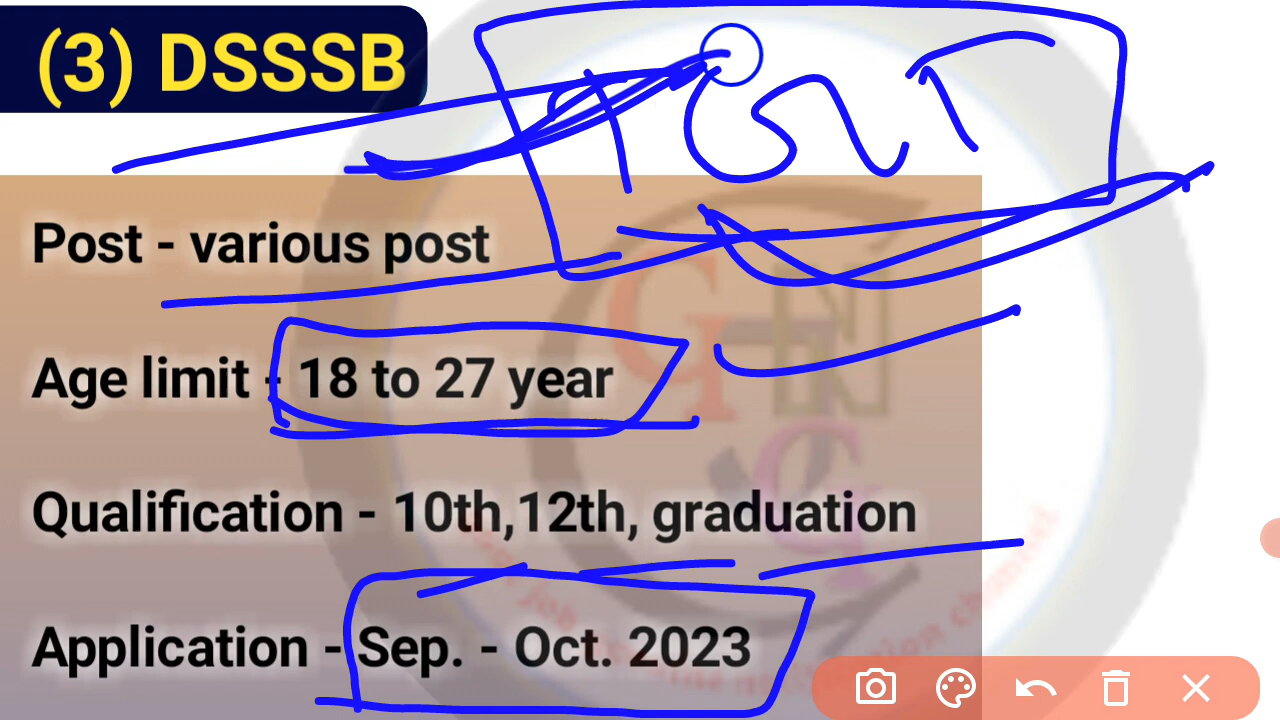 (3) DSSSB
Post - various post
Age limit - 18 to 27 year
Qualification - 10th,12th, graduation
Application - Sep. - Oct. 2023